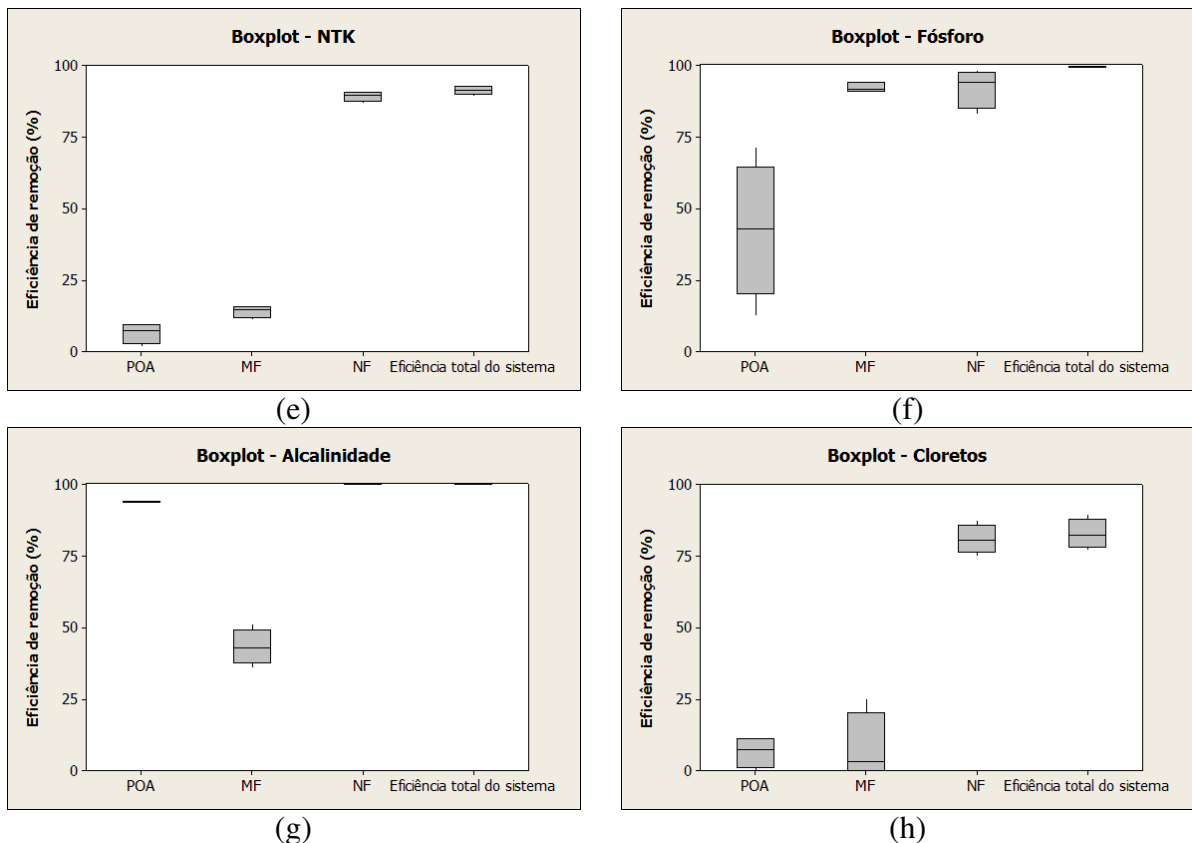 Boxplot - NTK
Eficiência de remoção (%)
100
75
50
25
0
POA MF NF Eficiência total do sistema
(e)
Boxplot - Fósforo
Eficiência de remoção (%)
100
75
50
25
0
POA MF NF Eficiência total do sistema
(f)
Boxplot - Alcalinidade
Eficiência de remoção (%)
100
75
50
25
0
POA MF NF Eficiência total do sistema
(g)
Boxplot - Cloretos
Eficiência de remoção (%)
100
75
50
25
0
POA MF NF Eficiência total do sistema
(h)